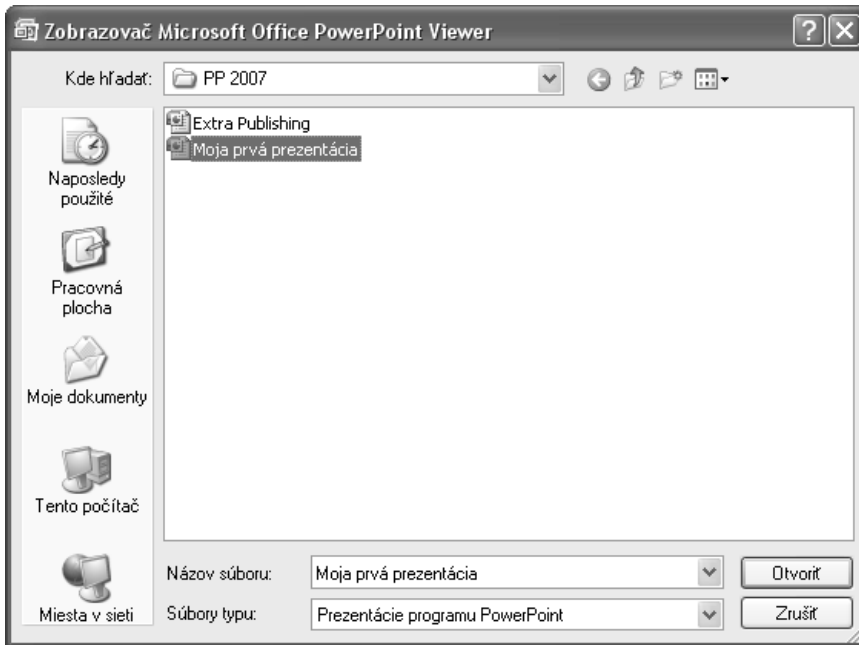 Zobrazovač Microsoft Office PowerPoint Viewer
Kde hľadať: PP 2007
Extra Publishing
Moja prvá prezentácia
Naposledy
použité
Pracovná
plocha
Moje dokumenty
Tento počítač
Miesta v sieti
Názov súboru: Moja prvá prezentácia Otvoriť
Súbory typu: Prezentácie programu PowerPoint Zrušiť